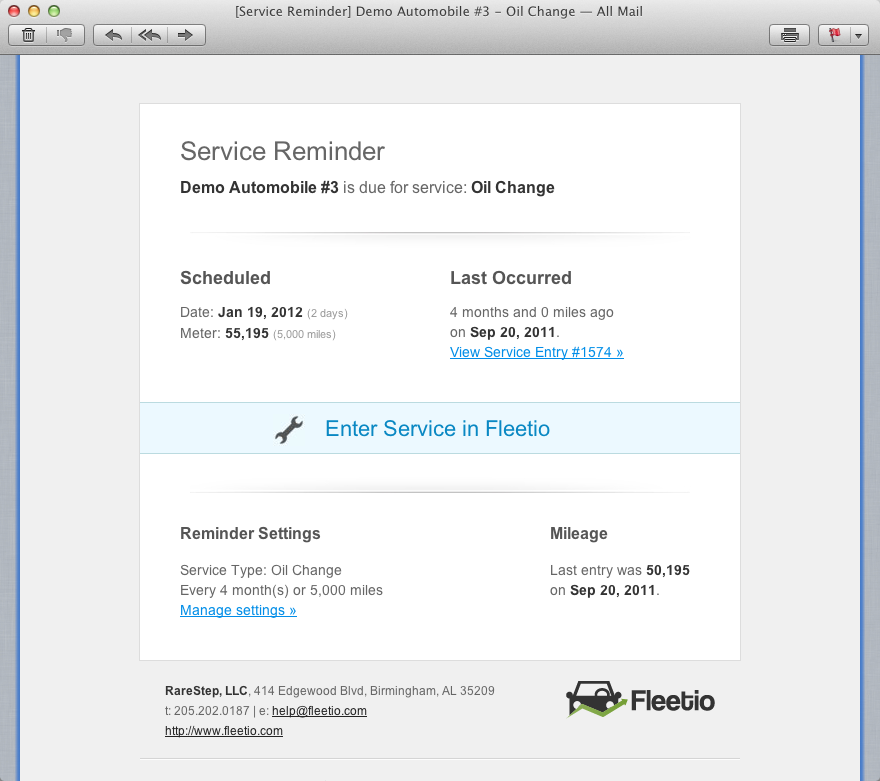 [Service Reminder] Demo Automobile #3 – Oil Change — All Mail
Service Reminder
Demo Automobile #3 is due for service: Oil Change
Scheduled
Date: Jan 19, 2012 (2 days)
Meter: 55,195 (5,000 miles)
Last Occurred
4 months and 0 miles ago
on Sep 20, 2011.
View Service Entry #1574 »
Enter Service in Fleetio
Reminder Settings
Service Type: Oil Change
Every 4 month(s) or 5,000 miles
Manage settings »
Mileage
Last entry was 50,195
on Sep 20, 2011.
RareStep, LLC, 414 Edgewood Blvd, Birmingham, AL 35209
t: 205.202.0187 | e: help@fleetio.com
http://www.fleetio.com
Fleetio